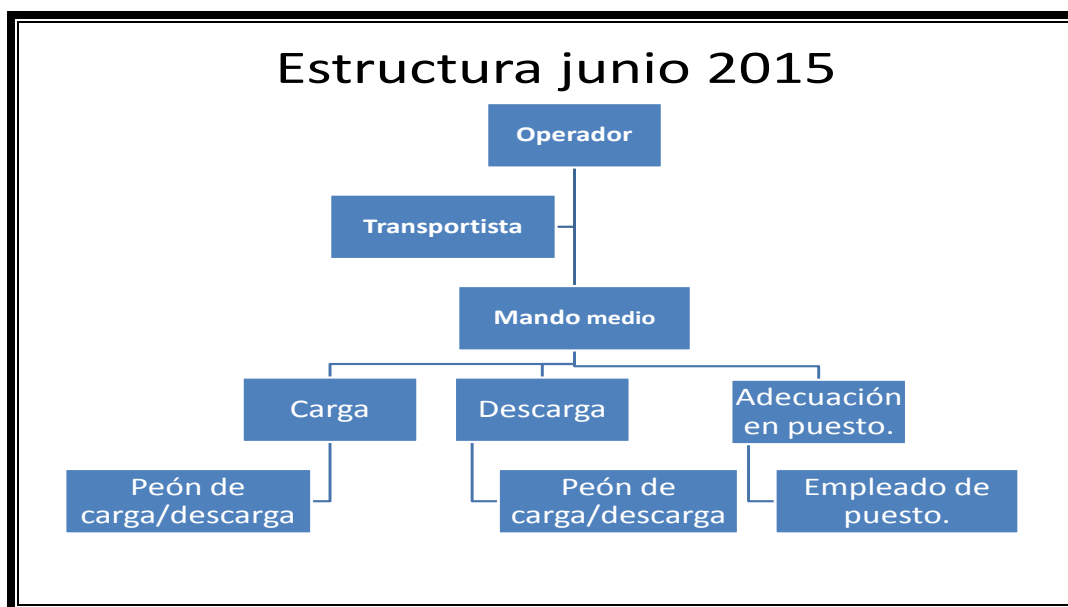 Estructura junio 2015
Operador
Transportista
Mando medio
Carga
Descarga
Adecuación
en puesto.
Peón de
carga/descarga
Peón de
carga/descarga
Empleado de
puesto.